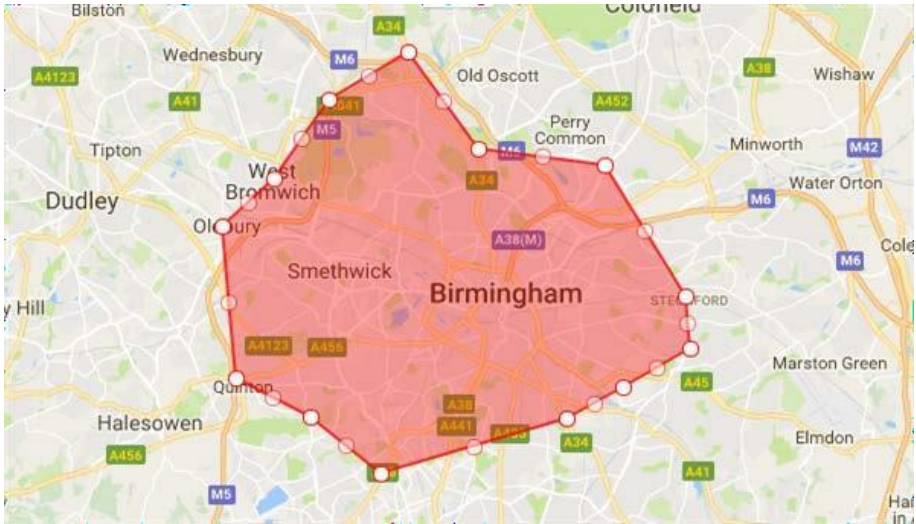 Bilston
A34
Coldfield
Wednesbury
M6
Old Oscott
A38
Wishaw
A4123
A41
A4041
A452
M5
Perry
Common
Tipton
M6
Minworth
M42
West
Bromwich
A34
Water Orton
Dudley
M6
Oldbury
A38(M)
Smethwick
M6
Birmingham
A4123
A456
Marston Green
Quinton
A45
A38
Halesowen
A441
A435
A34
Elmdon
A456
A41
M5